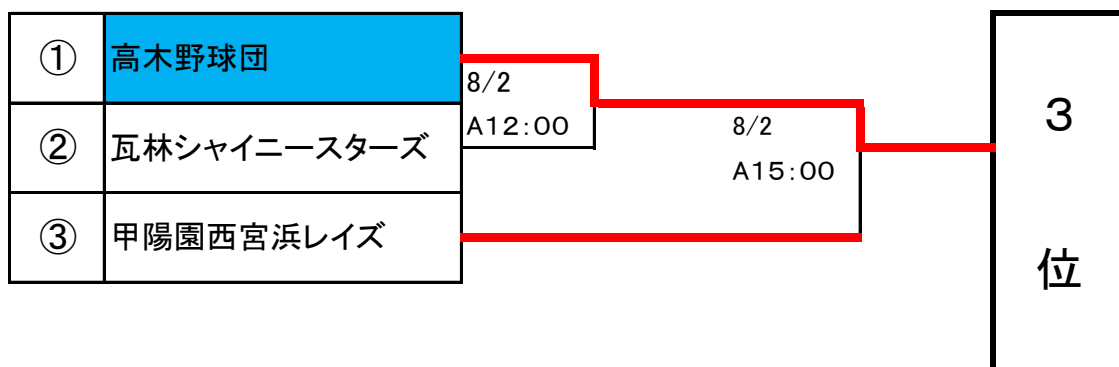 ① 高木野球団
② 瓦林シャイニースターズ
③ 甲陽園西宮浜レイズ
8/2
A12:00
8/2
A15:00
3
位